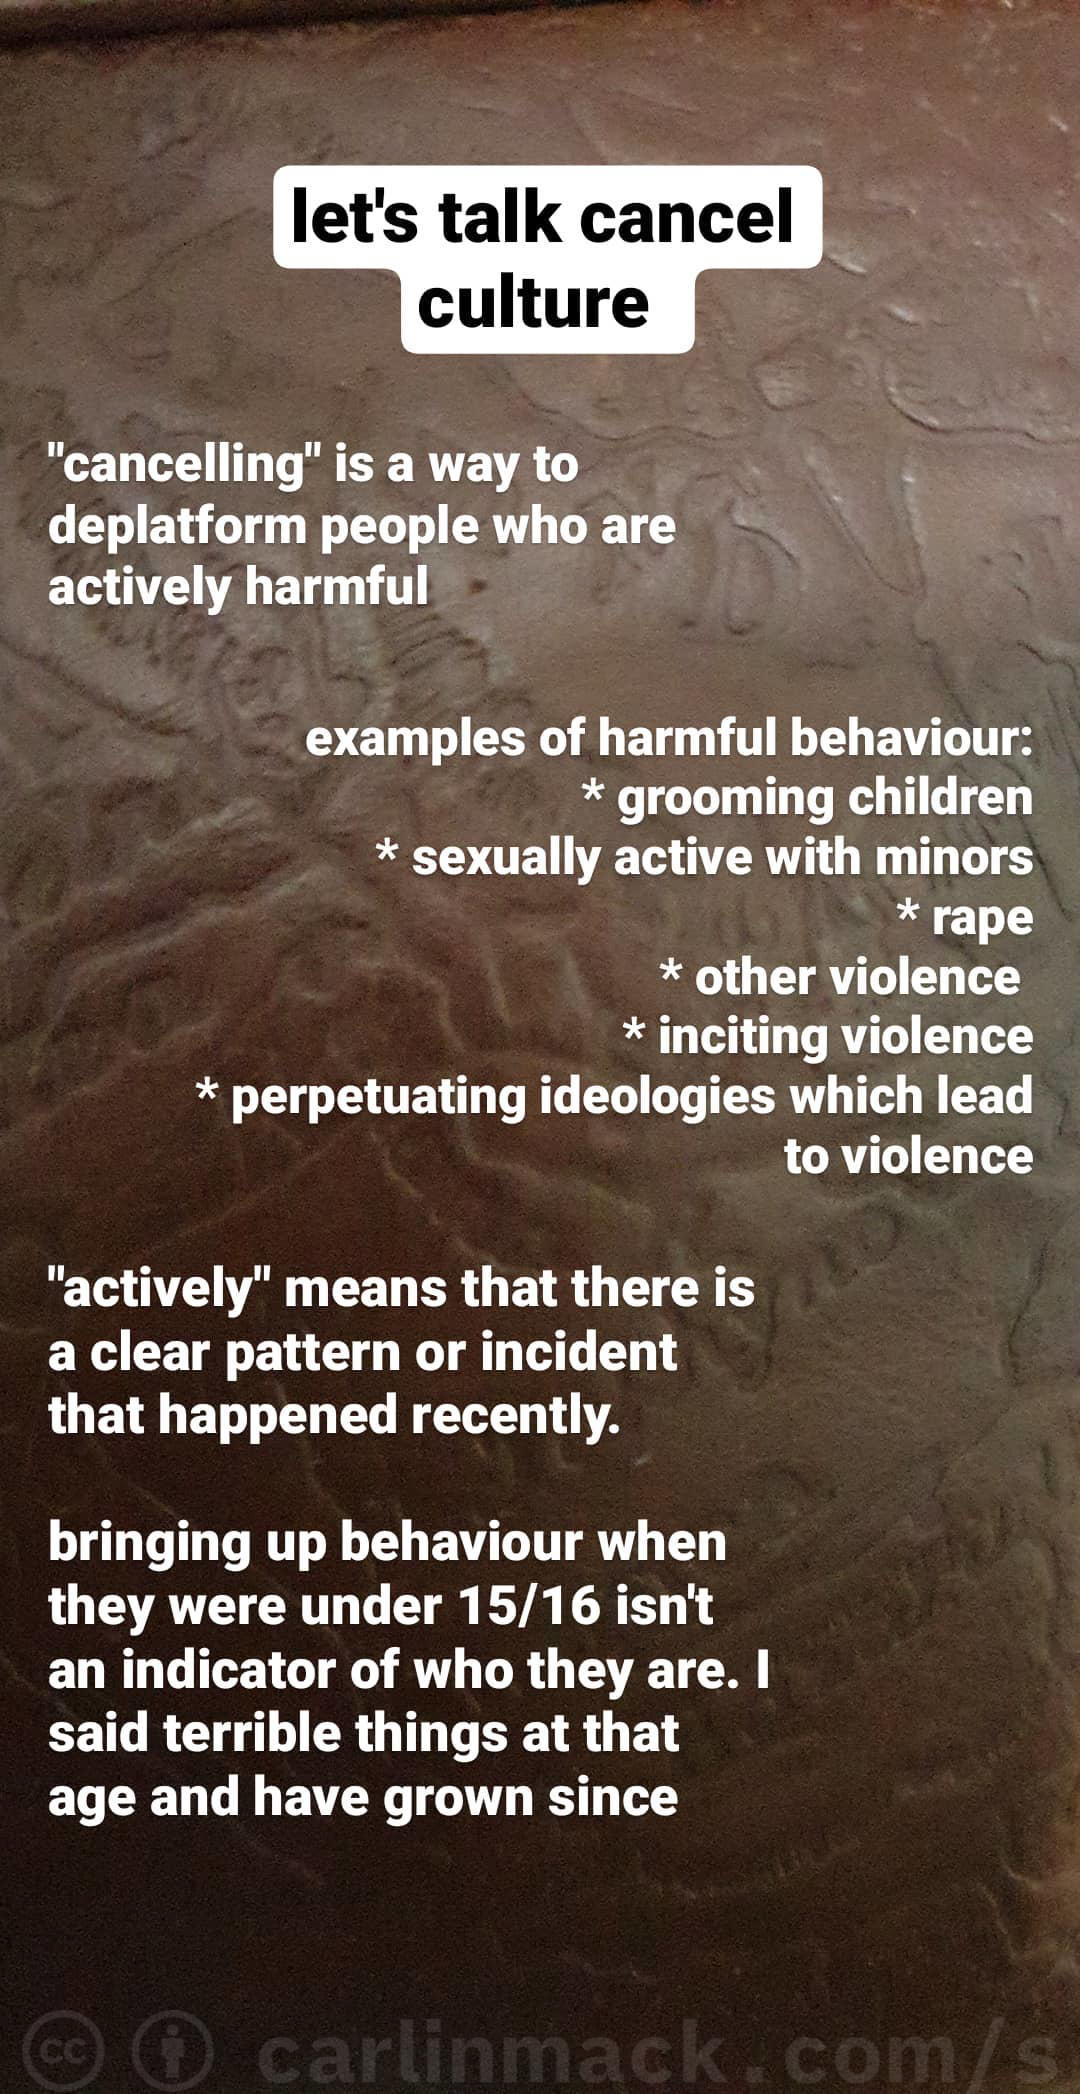 let's talk cancel
culture
"cancelling" is a way to
deplatform people who are
actively harmful
examples of harmful behaviour:
* grooming children
* sexually active with minors
* rape
* other violence
* inciting violence
* perpetuating ideologies which lead
to violence
"actively" means that there is
a clear pattern or incident
that happened recently.
bringing up behaviour when
they were under 15/16 isn't
an indicator of who they are. I
said terrible things at that
age and have grown since
cc carlinmack.com/s